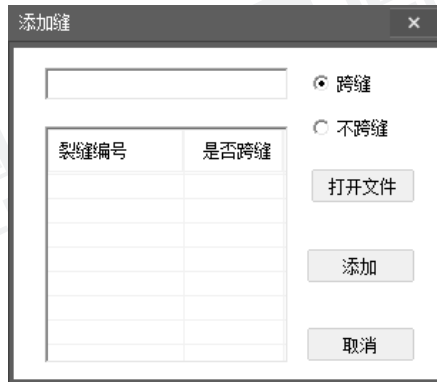 添加缝
跨缝
不跨缝
裂缝编号 是否跨缝
打开文件
添加
取消